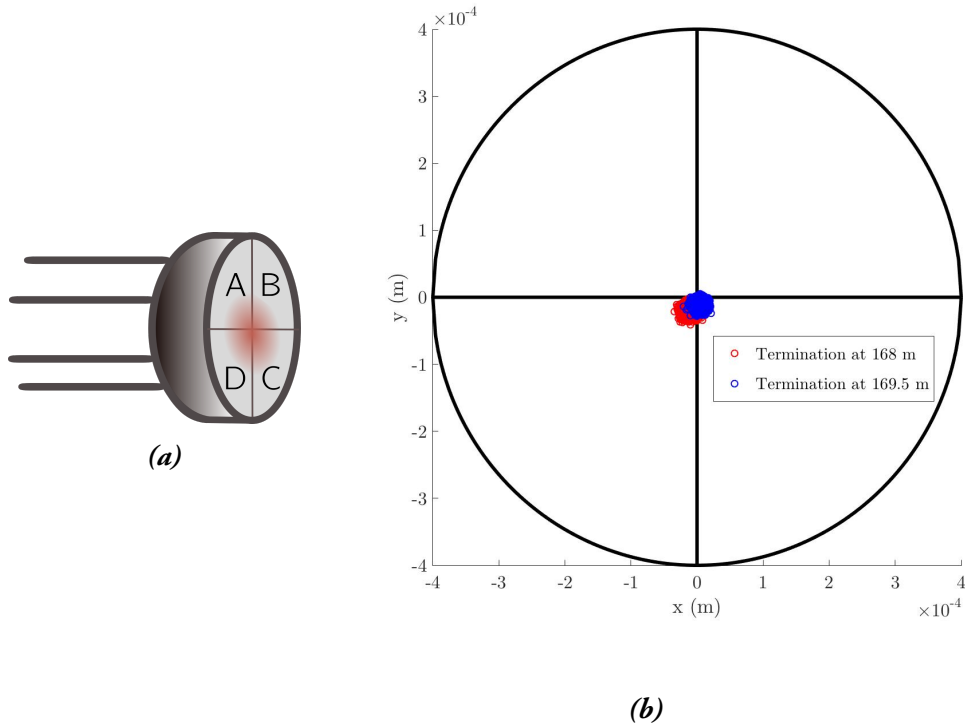 A B
D C
(a)
×10⁻⁴
4
3
2
1
0
-1
-2
-3
-4
y (m)
Termination at 168 m
Termination at 169.5 m
-4 -3 -2 -1 0 1 2 3 4
x (m)
×10⁻⁴
(b)